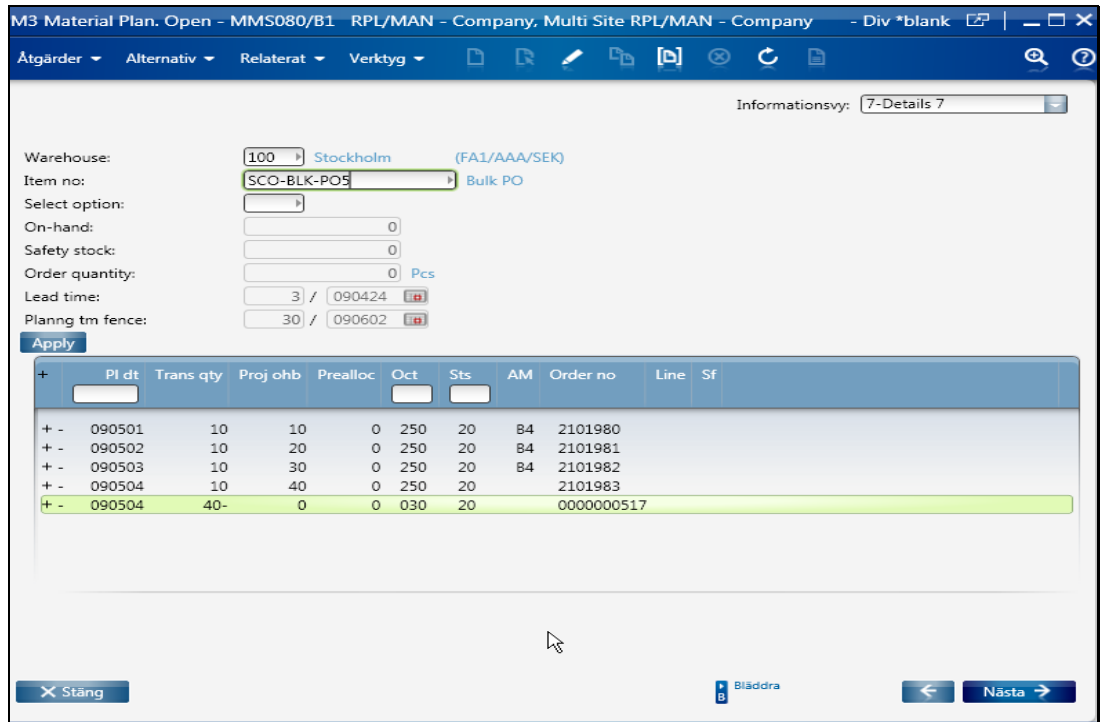 M3 Material Plan. Open - MMS080/B1 RPL/MAN - Company, Multi Site RPL/MAN - Company - Div *blank
Åtgärder Alternativ Relaterat Verktyg
Informationsvy: 7-Details 7
Warehouse: 100 Stockholm (FA1/AAA/SEK)
Item no: SCO-BLK-PO5 Bulk PO
Select option:
On-hand: 0
Safety stock: 0
Order quantity: 0 Pcs
Lead time: 3 / 090424
Planng tm fence: 30 / 090602
Apply
+ Pl dt Trans qty Proj ohb Prealloc Oct Sts AM Order no Line Sf
+ - 090501 10 10 0 250 20 B4 2101980
+ - 090502 10 20 0 250 20 B4 2101981
+ - 090503 10 30 0 250 20 B4 2101982
+ - 090504 10 40 0 250 20 2101983
+ - 090504 40- 0 0 030 20 0000000517
X Stäng B Bläddra Nästa